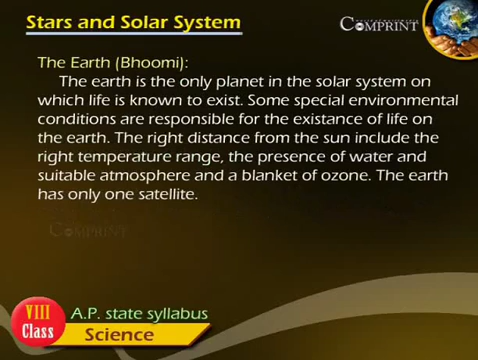 Stars and Solar System
COMPRINT
The Earth (Bhoomi):
The earth is the only planet in the solar system on
which life is known to exist. Some special environmental
conditions are responsible for the existance of life on
the earth. The right distance from the sun include the
right temperature range, the presence of water and
suitable atmosphere and a blanket of ozone. The earth
has only one satellite.
COMPRINT
VIII
Class
A.P. state syllabus
Science